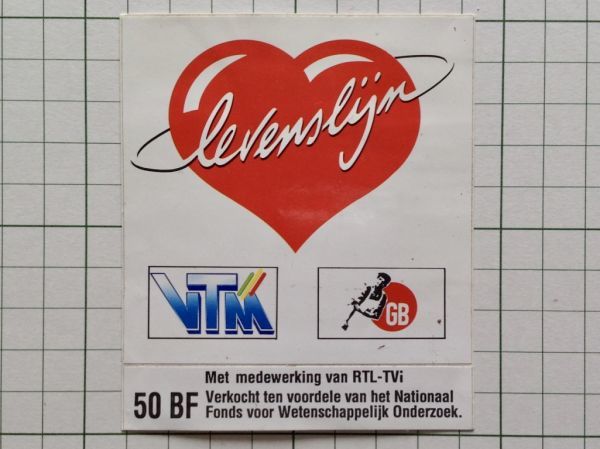 levenslijn
VTM
GB
Met medewerking van RTL-TVi
50 BF Verkocht ten voordele van het Nationaal
Fonds voor Wetenschappelijk Onderzoek.